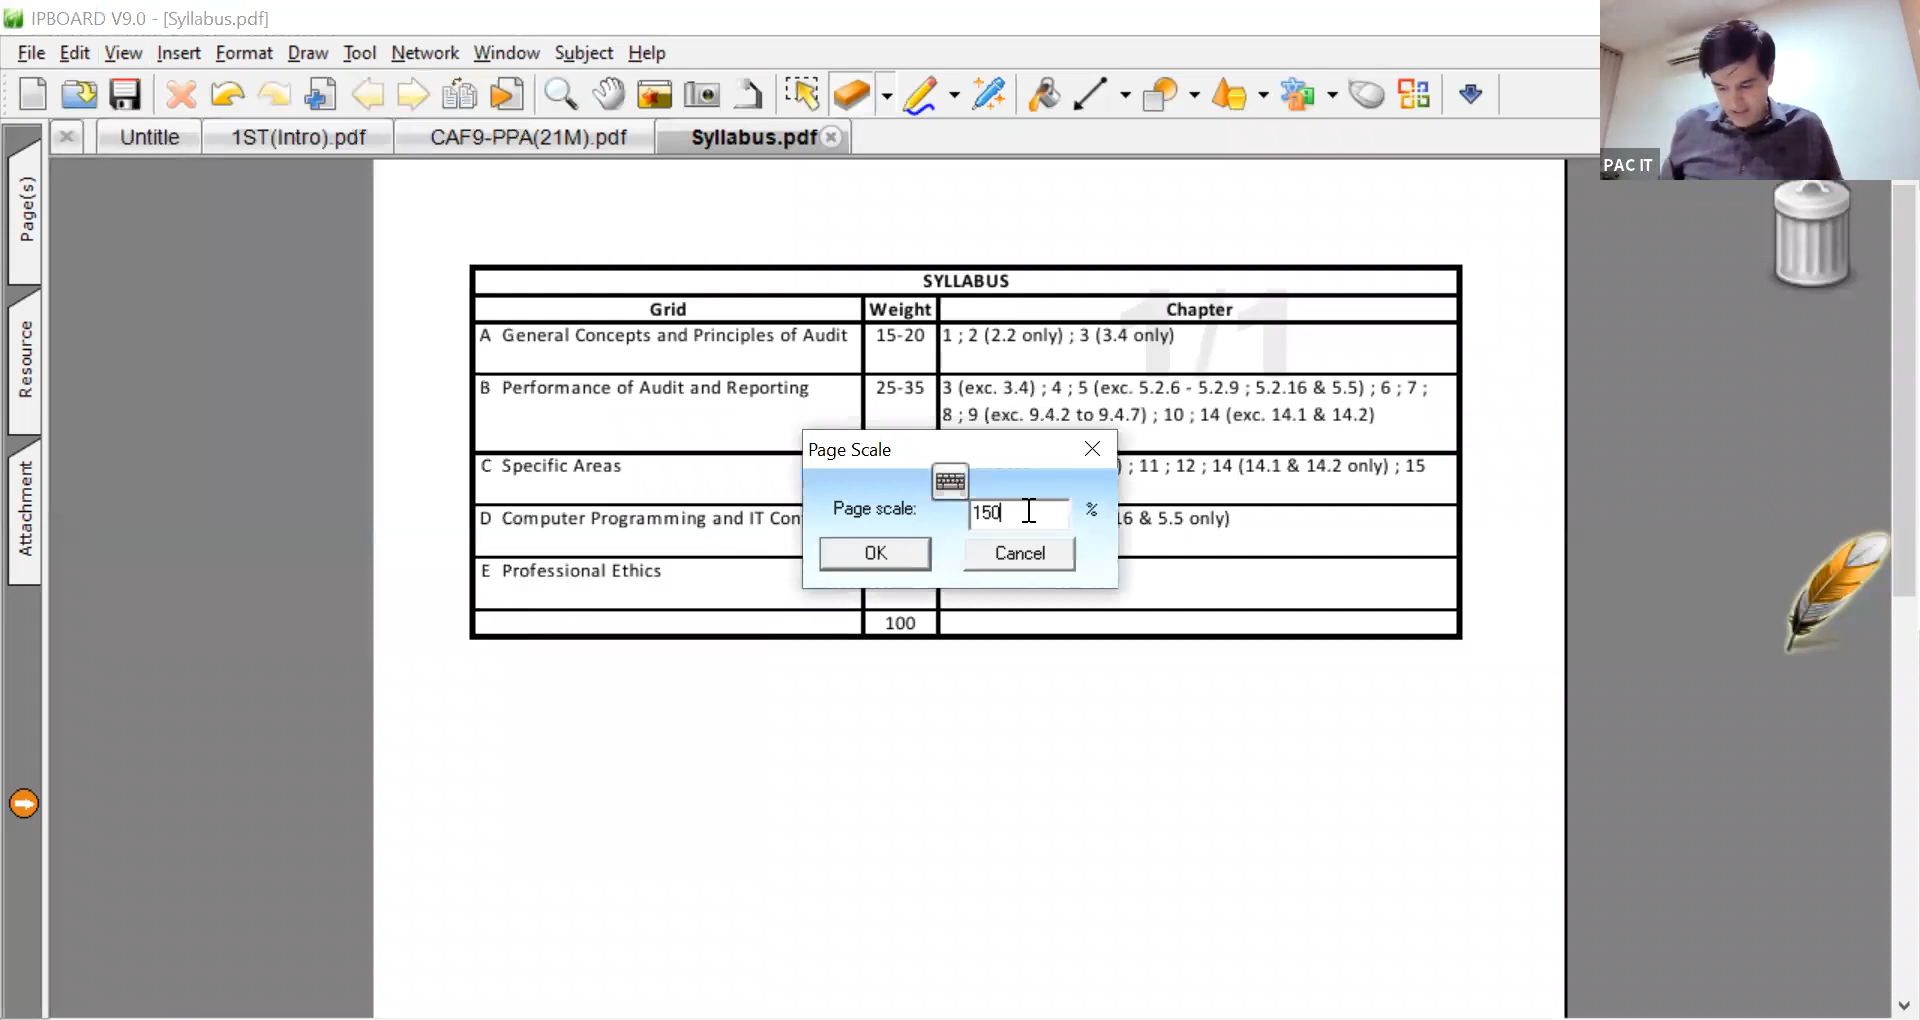 IPBOARD V9.0 - [Syllabus.pdf]
File Edit View Insert Format Draw Tool Network Window Subject Help
Untitle 1ST(Intro).pdf CAF9-PPA(21M).pdf Syllabus.pdf
PAC IT
Page(s)
Resource
Attachment
1/1
SYLLABUS
Grid Weight Chapter
A General Concepts and Principles of Audit 15-20 1 ; 2 (2.2 only) ; 3 (3.4 only)
B Performance of Audit and Reporting 25-35 3 (exc. 3.4) ; 4 ; 5 (exc. 5.2.6 - 5.2.9 ; 5.2.16 & 5.5) ; 6 ; 7 ;
8 ; 9 (exc. 9.4.2 to 9.4.7) ; 10 ; 14 (exc. 14.1 & 14.2)
C Specific Areas ) ; 11 ; 12 ; 14 (14.1 & 14.2 only) ; 15
D Computer Programming and IT Con 16 & 5.5 only)
E Professional Ethics
100
Page Scale
Page scale: 150 %
OK Cancel